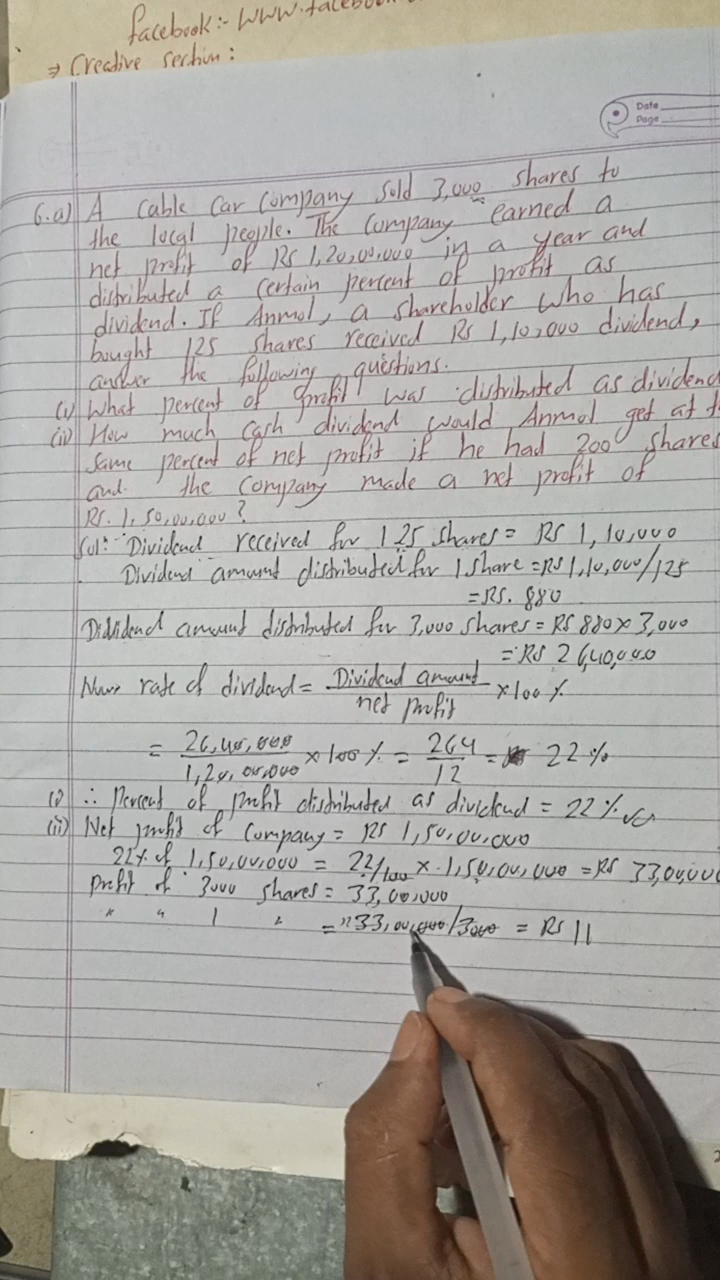 facebook:- www.facebook
⇒ Creative section:
Date
Page
6.a) A cable car company sold 3,000 shares to
the local people. The company earned a
net profit of Rs 1,20,00,000 in a year and
distributed a certain percent of profit as
dividend. If Anmol, a shareholder who has
bought 125 shares received Rs 1,10,000 dividend,
answer the following questions.
(i) What percent of profit was distributed as dividend
(ii) How much cash dividend would Anmol get at t
same percent of net profit if he had 200 shares
and the company made a net profit of
Rs. 1,50,00,000?
Sol: Dividend received for 125 shares = Rs 1,10,000
Dividend amount distributed for 1 share = Rs 1,10,000/125
= Rs. 880
Dididend amount distributed for 3,000 shares = Rs 880 × 3,000
= Rs 26,40,000
Now rate of dividend = Dividend amount/net profit × 100 %
= 26,40,000/1,20,00,000 × 100 % = 264/12 = 22 %
(i) ∴ Percent of profit distributed as dividend = 22 %
(ii) Net profit of Company = Rs 1,50,00,000
22% of 1,50,00,000 = 22/100 × 1,50,00,000 = Rs 33,00,000
Profit of 3000 shares = 33,00,000
" " 1 " = " 33,00,000/3000 = Rs 11